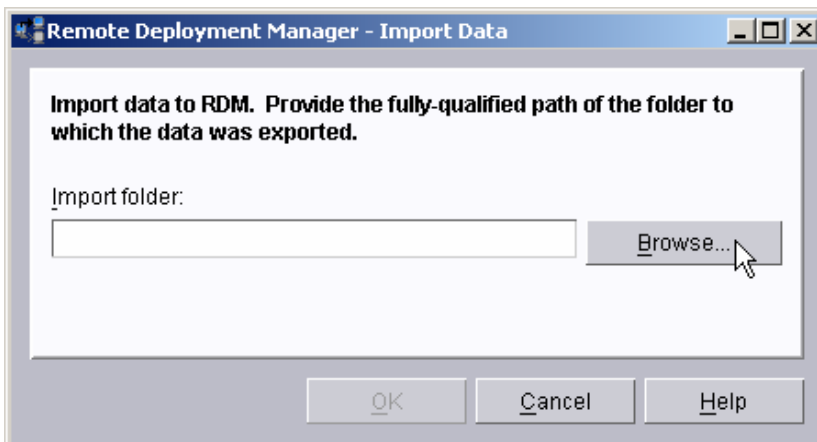 Remote Deployment Manager - Import Data
Import data to RDM.  Provide the fully-qualified path of the folder to
which the data was exported.
Import folder:
Browse...
OK
Cancel
Help